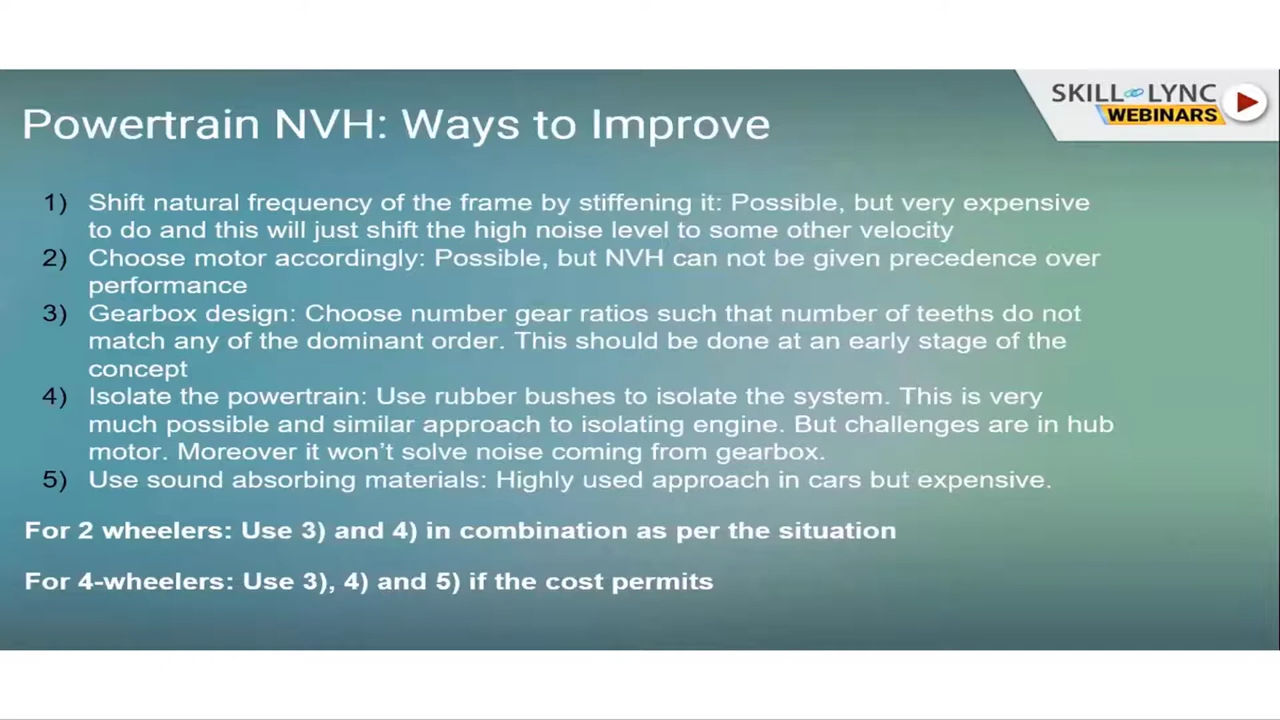 SKILL LYNC
WEBINARS
Powertrain NVH: Ways to Improve
1) Shift natural frequency of the frame by stiffening it: Possible, but very expensive
to do and this will just shift the high noise level to some other velocity
2) Choose motor accordingly: Possible, but NVH can not be given precedence over
performance
3) Gearbox design: Choose number gear ratios such that number of teeths do not
match any of the dominant order. This should be done at an early stage of the
concept
4) Isolate the powertrain: Use rubber bushes to isolate the system. This is very
much possible and similar approach to isolating engine. But challenges are in hub
motor. Moreover it won’t solve noise coming from gearbox.
5) Use sound absorbing materials: Highly used approach in cars but expensive.
For 2 wheelers: Use 3) and 4) in combination as per the situation
For 4-wheelers: Use 3), 4) and 5) if the cost permits